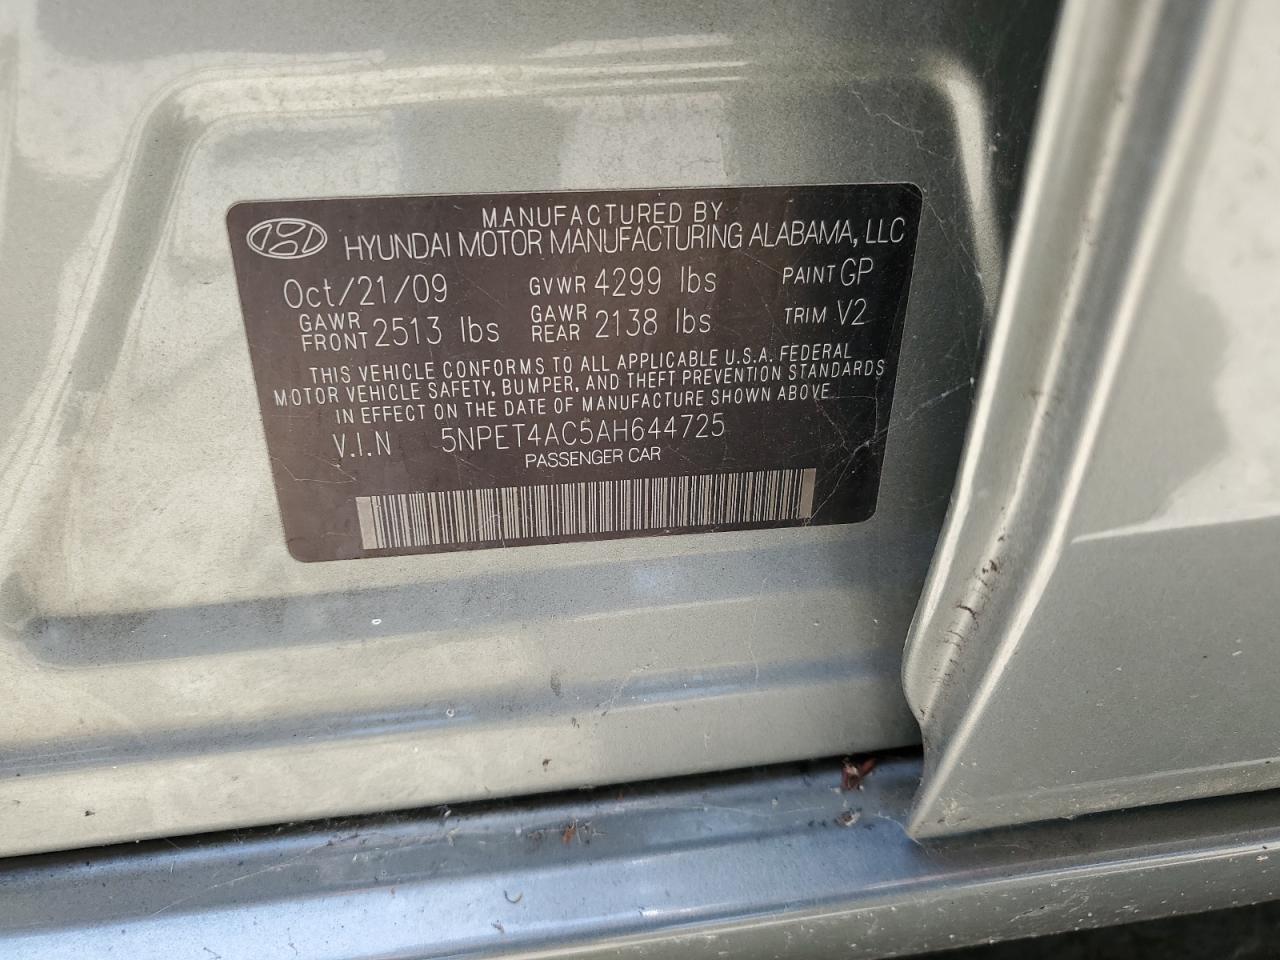 MANUFACTURED BY
HYUNDAI MOTOR MANUFACTURING ALABAMA, LLC
Oct/21/09 GVWR 4299 lbs PAINT GP
GAWR FRONT 2513 lbs GAWR REAR 2138 lbs TRIM V2
THIS VEHICLE CONFORMS TO ALL APPLICABLE U.S.A. FEDERAL
MOTOR VEHICLE SAFETY, BUMPER, AND THEFT PREVENTION STANDARDS
IN EFFECT ON THE DATE OF MANUFACTURE SHOWN ABOVE
V.I.N 5NPET4AC5AH644725
PASSENGER CAR